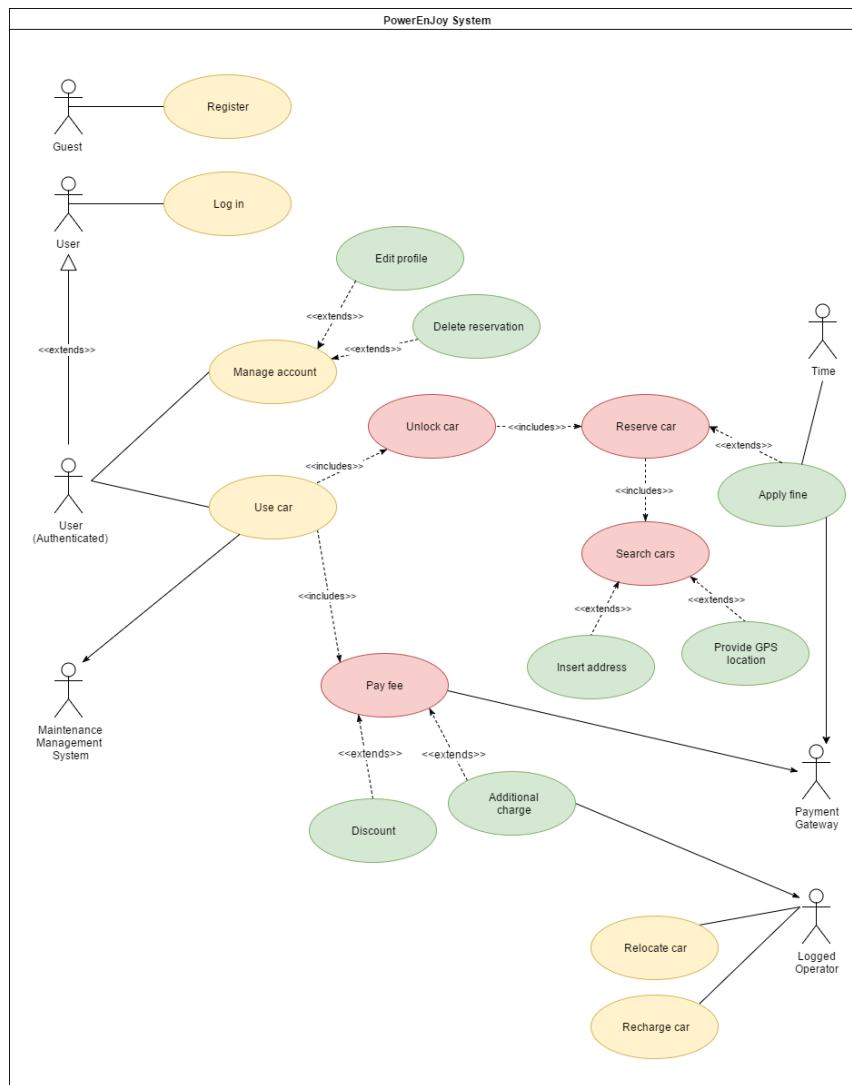 PowerEnJoy System
Register
Guest
Log in
User
Edit profile
<<extends>>
Delete reservation
<<extends>>
<<extends>>
Manage account
Time
Unlock car
<<includes>>
Reserve car
<<extends>>
<<includes>>
<<includes>>
User
(Authenticated)
Use car
Apply fine
Search cars
<<includes>>
<<extends>>
<<extends>>
Insert address
Provide GPS
location
Pay fee
Maintenance
Management
System
<<extends>>
<<extends>>
Discount
Additional
charge
Payment
Gateway
Relocate car
Logged
Operator
Recharge car